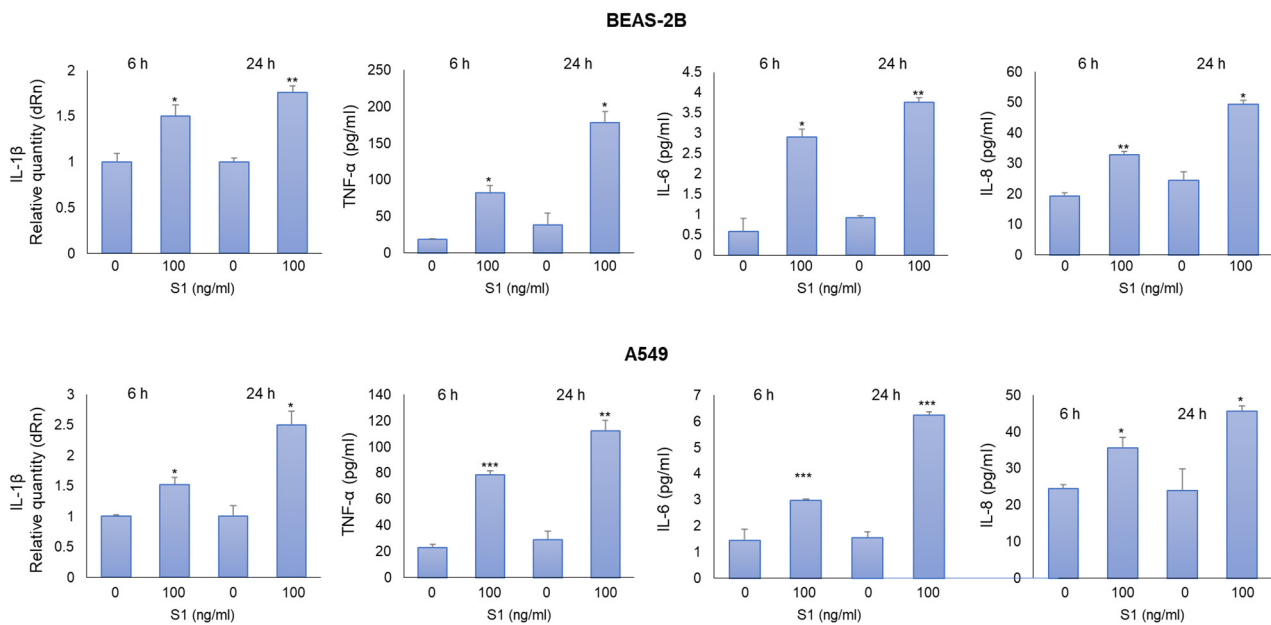 BEAS-2B
6 h 24 h
IL-1β
Relative quantity (dRn)
2
1.5
1
0.5
0
* **
0 100 0 100
S1 (ng/ml)
6 h 24 h
TNF-α (pg/ml)
250
200
150
100
50
0
* *
0 100 0 100
S1 (ng/ml)
6 h 24 h
IL-6 (pg/ml)
4.5
4
3.5
3
2.5
2
1.5
1
0.5
0
* **
0 100 0 100
S1 (ng/ml)
6 h 24 h
IL-8 (pg/ml)
60
50
40
30
20
10
0
** *
0 100 0 100
S1 (ng/ml)
A549
6 h 24 h
IL-1β
Relative quantity (dRn)
3
2.5
2
1.5
1
0.5
0
* *
0 100 0 100
S1 (ng/ml)
6 h 24 h
TNF-α (pg/ml)
140
120
100
80
60
40
20
0
*** **
0 100 0 100
S1 (ng/ml)
6 h 24 h
IL-6 (pg/ml)
7
6
5
4
3
2
1
0
*** ***
0 100 0 100
S1 (ng/ml)
6 h 24 h
IL-8 (pg/ml)
50
40
30
20
10
0
* *
0 100 0 100
S1 (ng/ml)